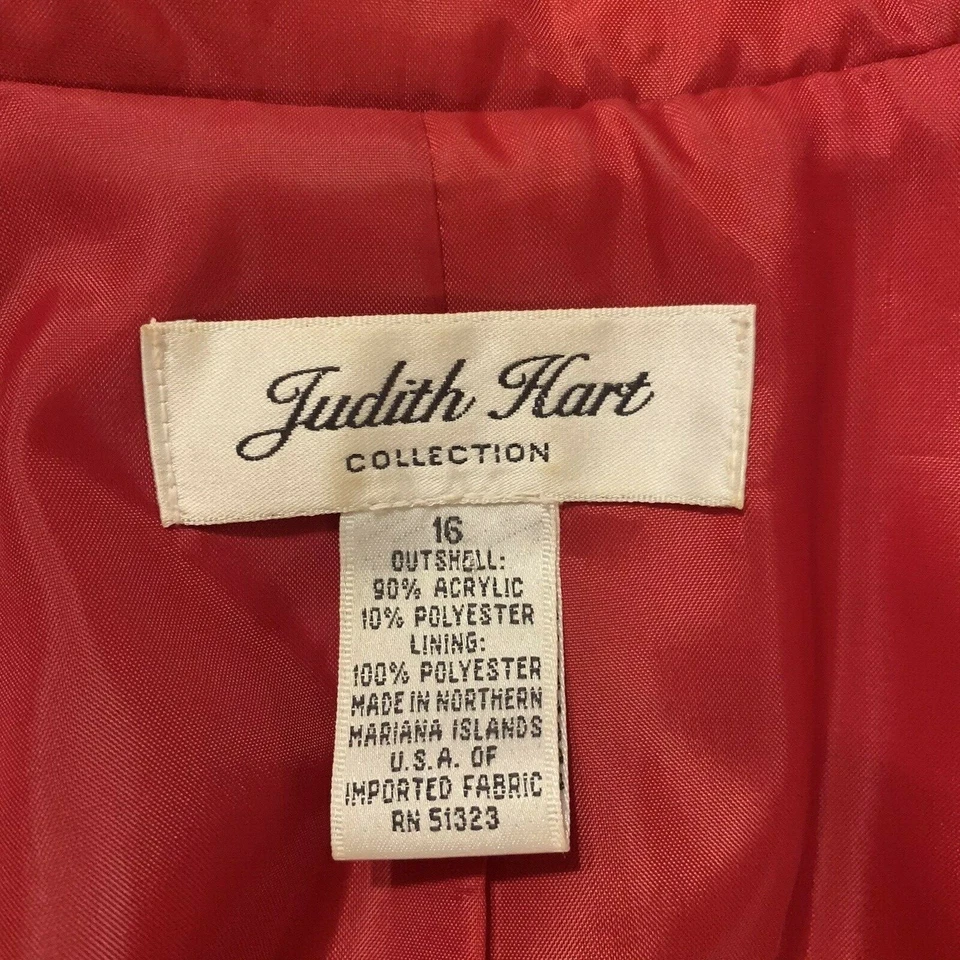 Judith Hart
COLLECTION
16
OUTSHELL:
90% ACRYLIC
10% POLYESTER
LINING:
100% POLYESTER
MADE IN NORTHERN
MARIANA ISLANDS
U.S.A. OF
IMPORTED FABRIC
RN 51323